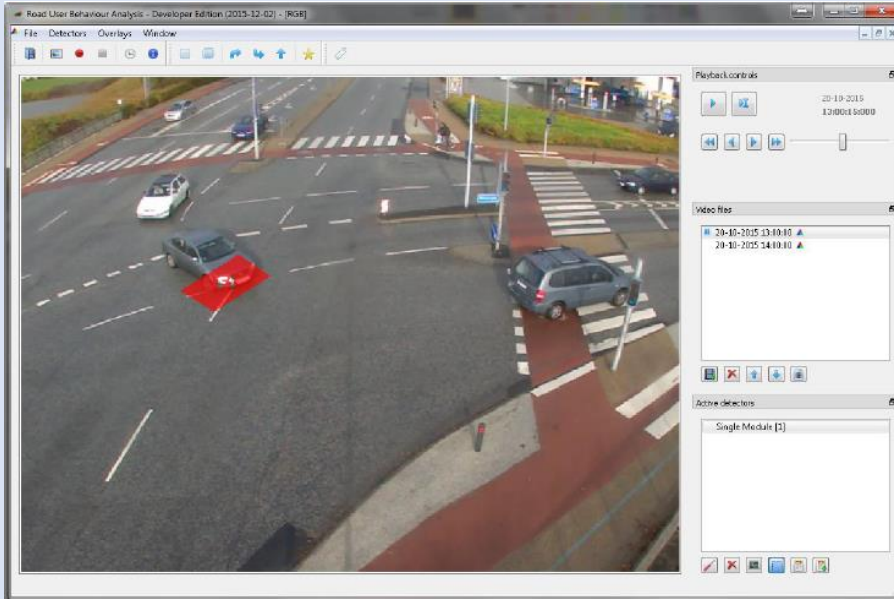 Road User Behaviour Analysis - Developer Edition (2015-12-02) - [RGB]
File Detectors Overlays Window
Playback controls
20-10-2015
13:00:15:000
Video files
20-10-2015 13:00:00
20-10-2015 14:00:00
Active detectors
Single Module [1]